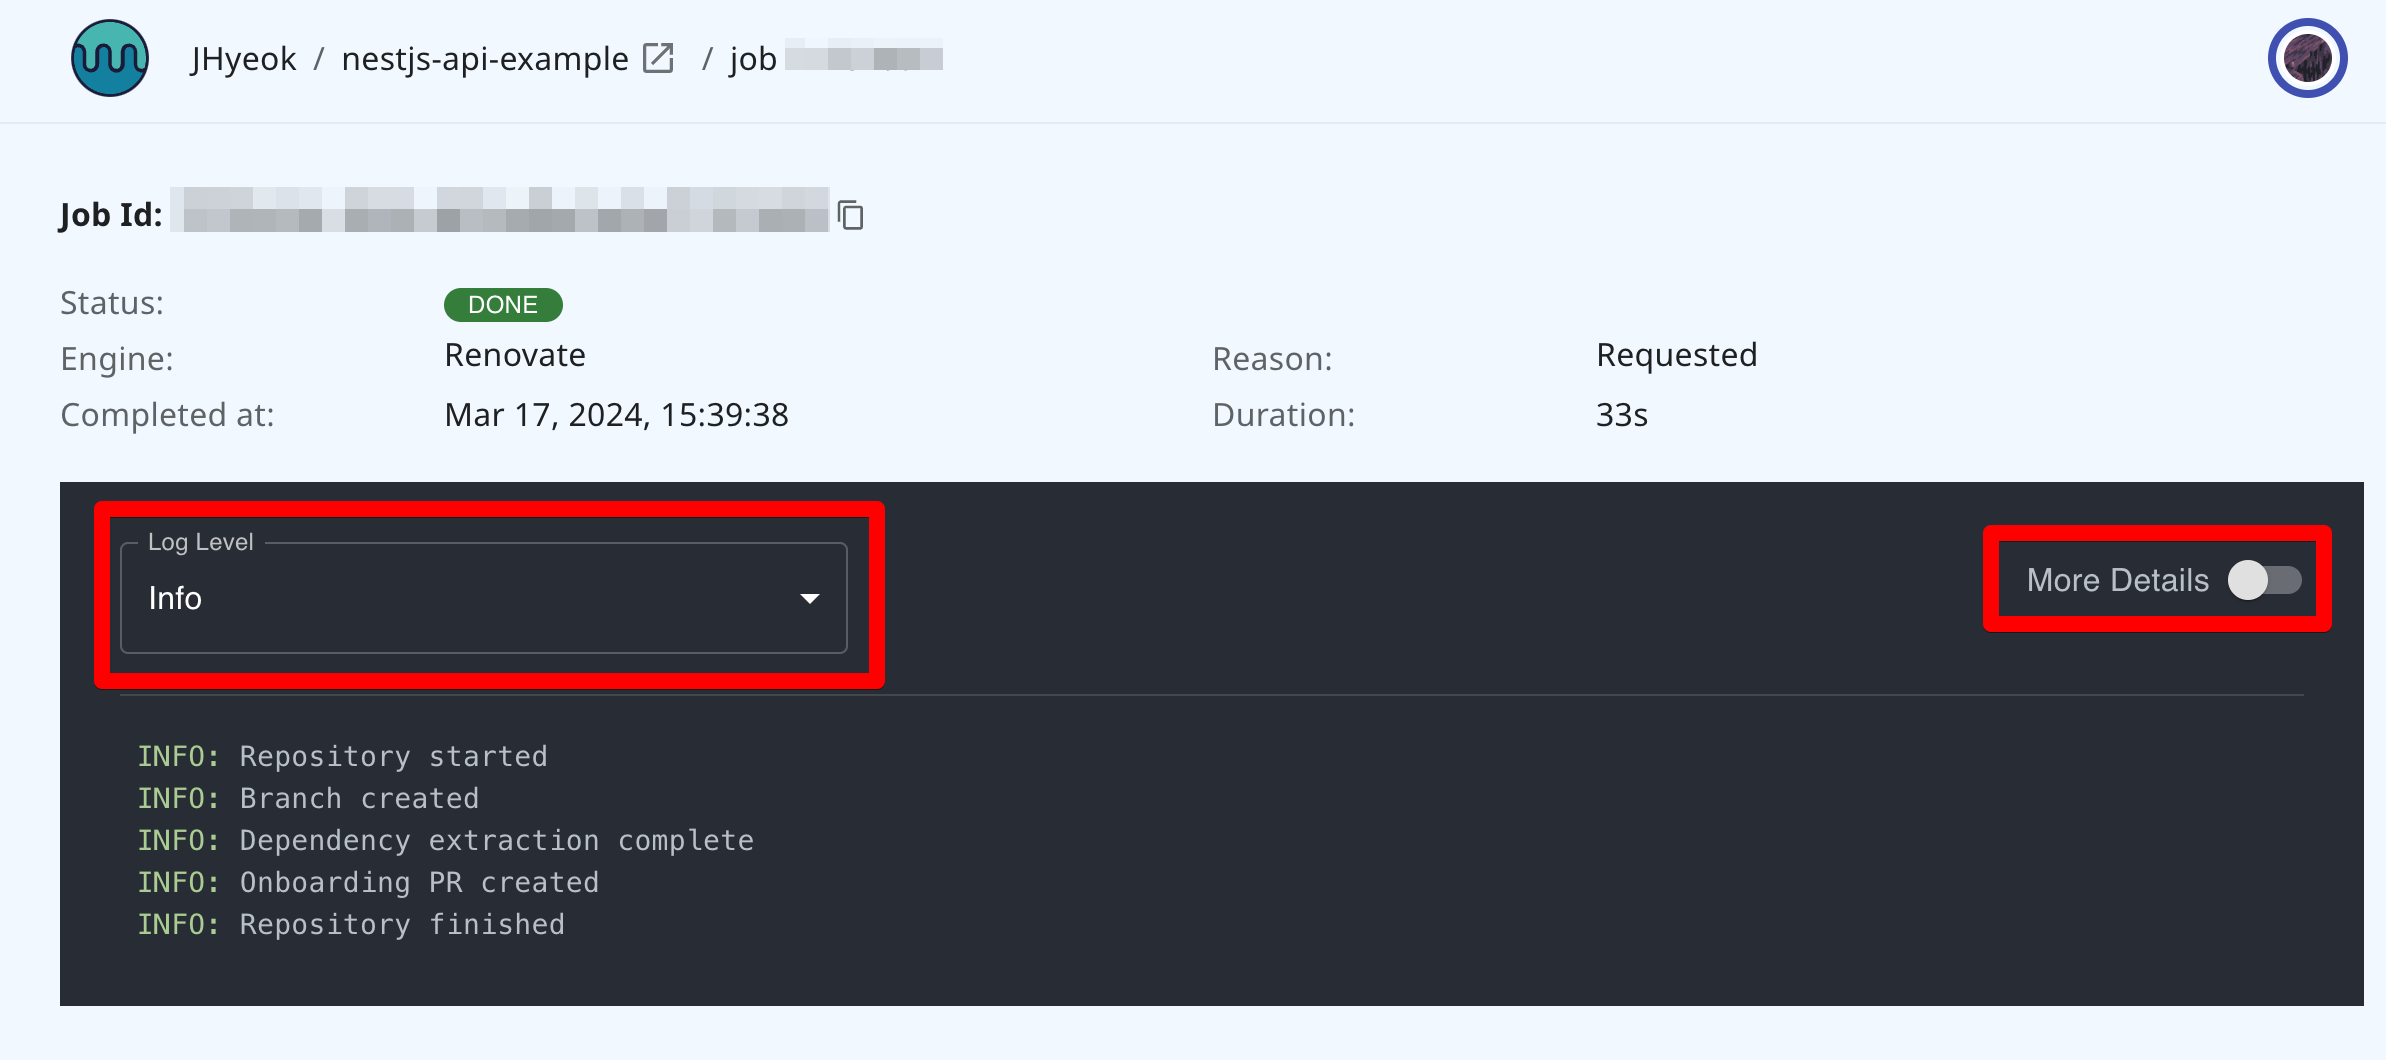 JHyeok / nestjs-api-example / job
Job Id:
Status: DONE
Engine: Renovate Reason: Requested
Completed at: Mar 17, 2024, 15:39:38 Duration: 33s
Log Level
Info
More Details
INFO: Repository started
INFO: Branch created
INFO: Dependency extraction complete
INFO: Onboarding PR created
INFO: Repository finished